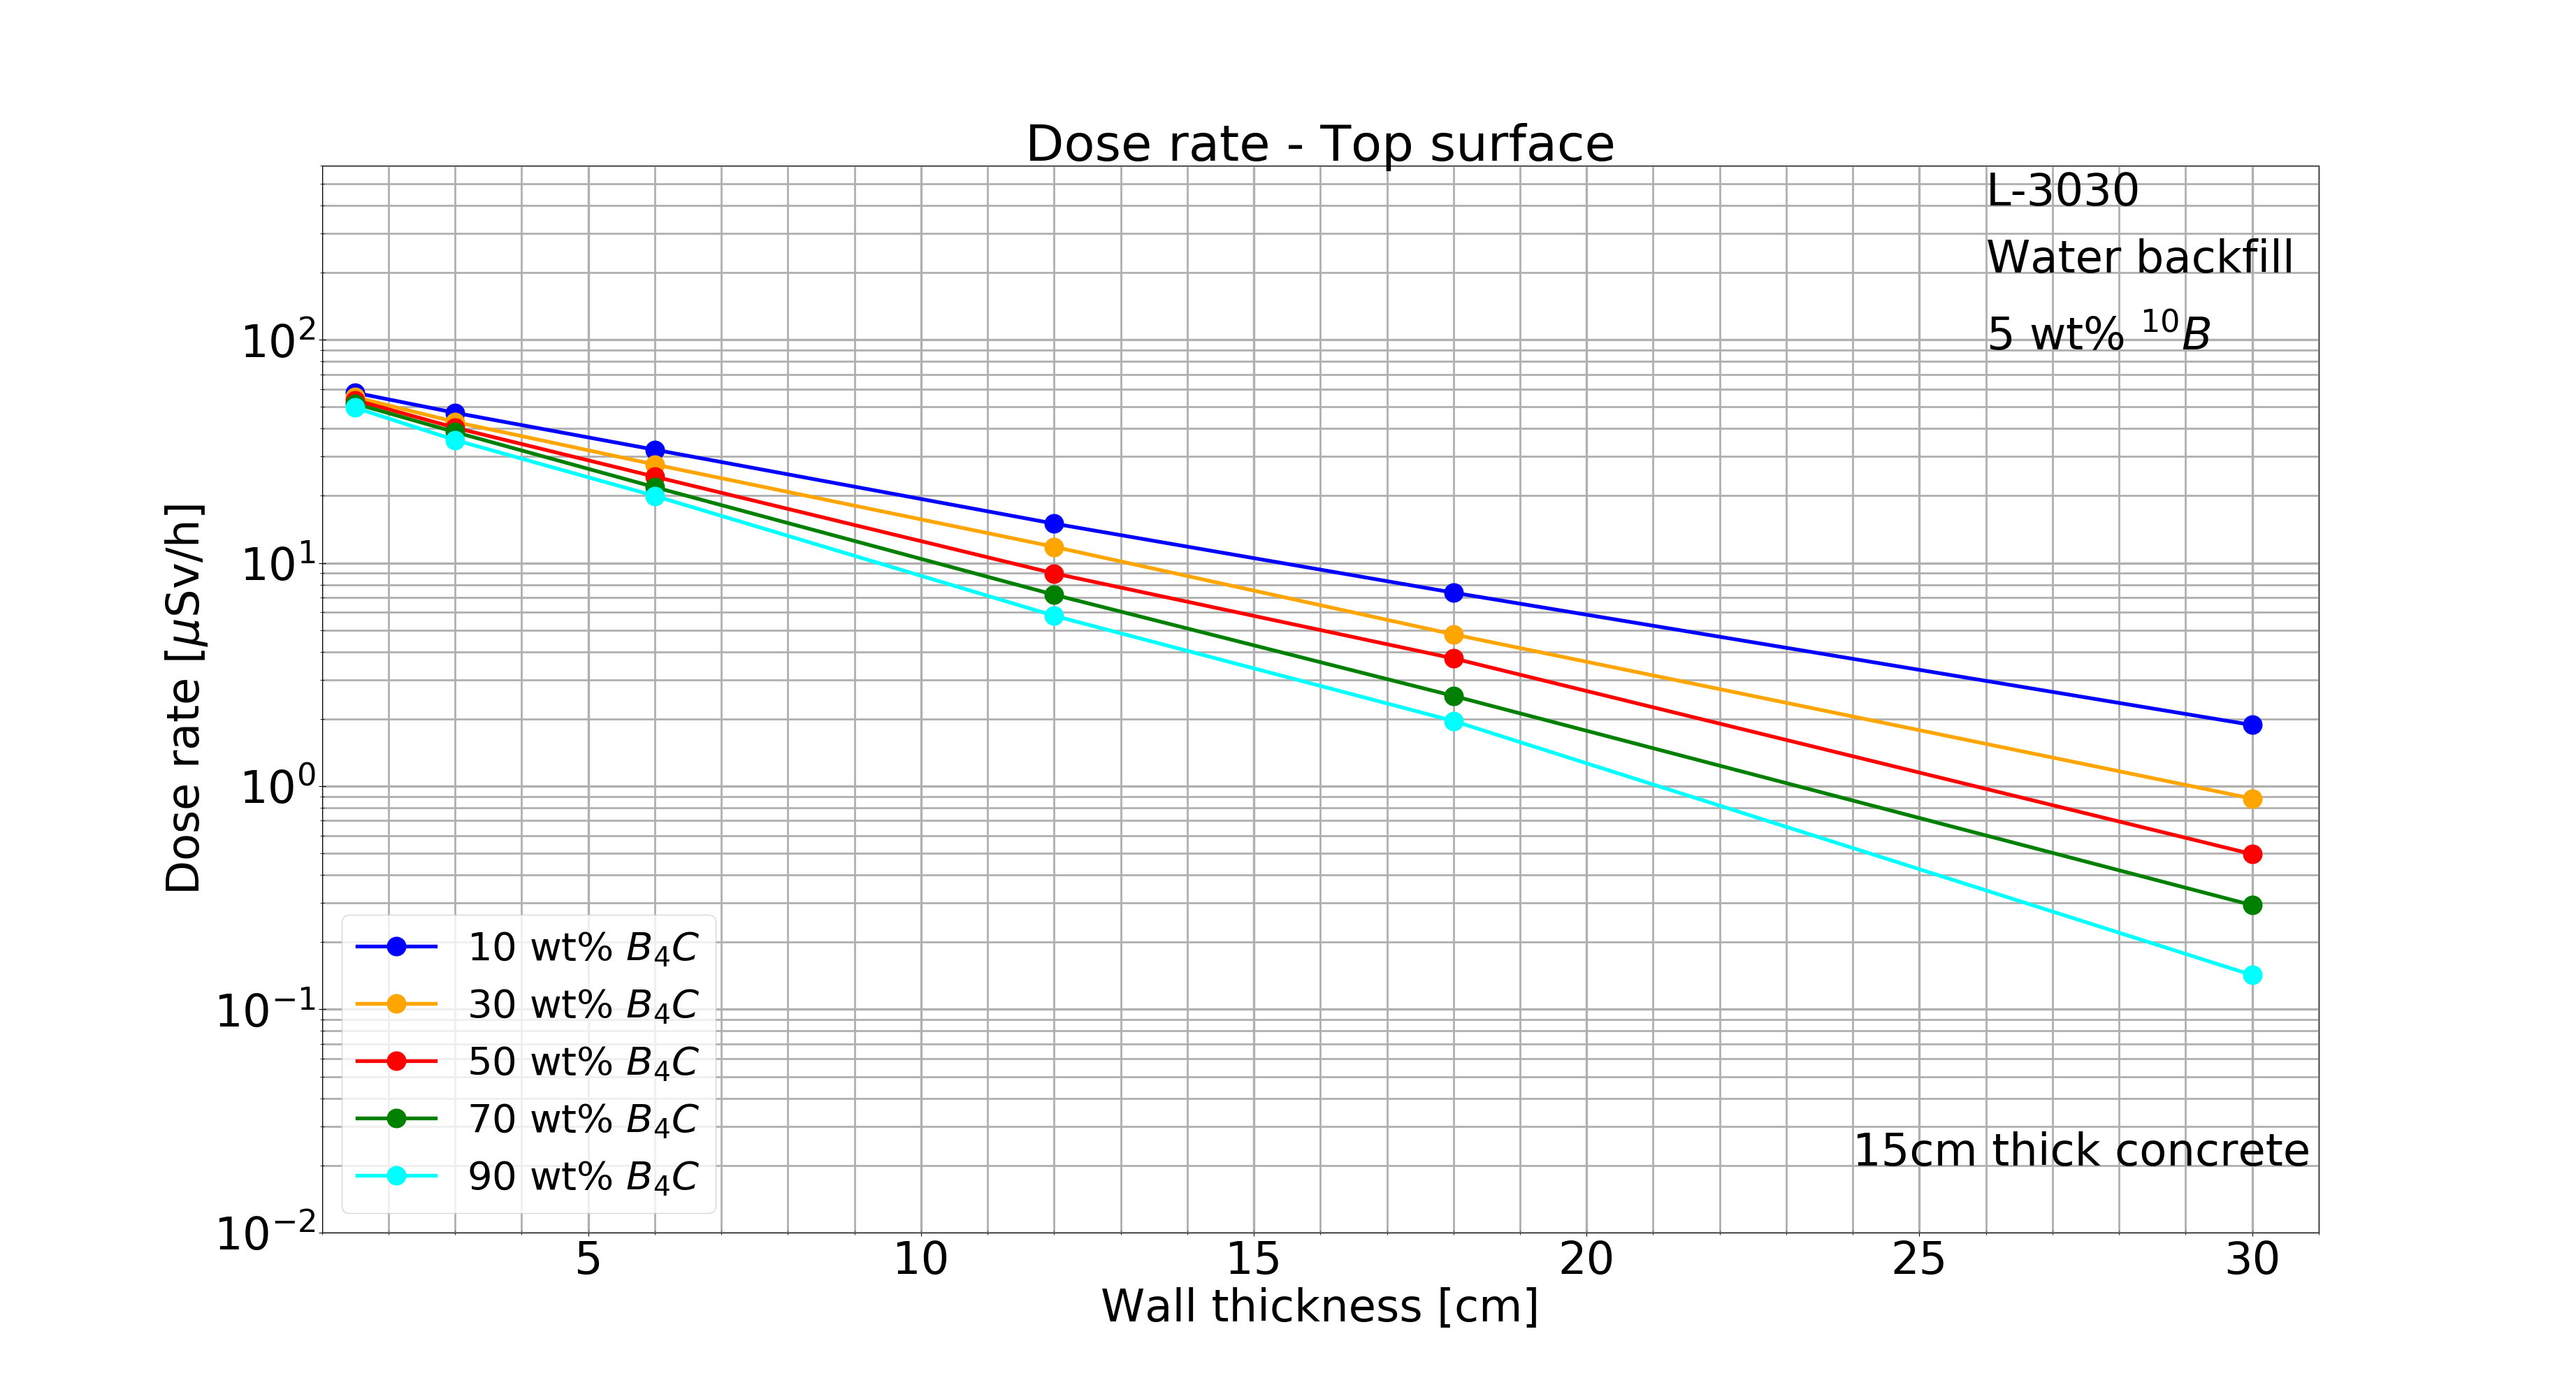 Dose rate - Top surface
L-3030
Water backfill
5 wt% ¹⁰B
Dose rate [μSv/h]
10²
10¹
10⁰
10⁻¹
10⁻²
10 wt% B₄C
30 wt% B₄C
50 wt% B₄C
70 wt% B₄C
90 wt% B₄C
15cm thick concrete
5 10 15 20 25 30
Wall thickness [cm]